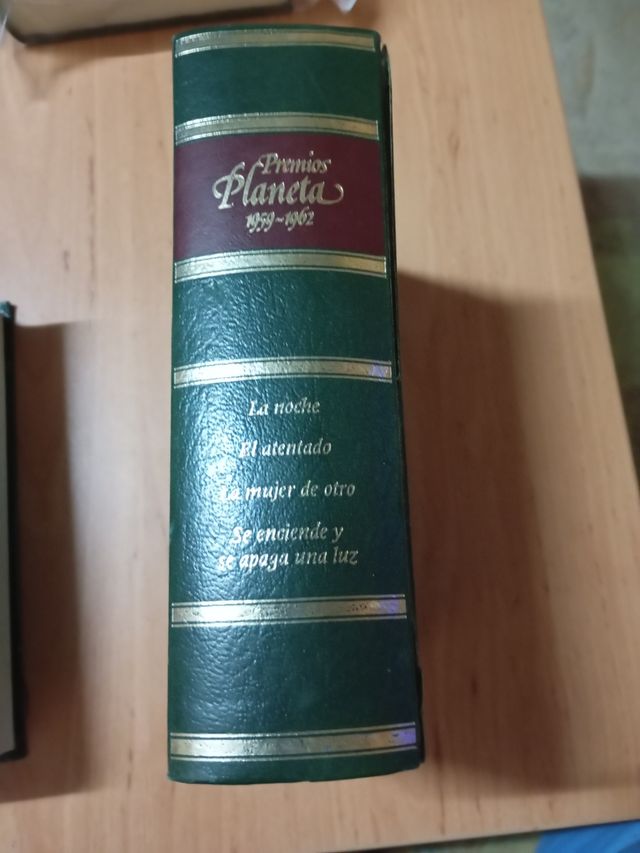 Premios
Planeta
1959~1962
La noche
El atentado
La mujer de otro
Se enciende y
se apaga una luz